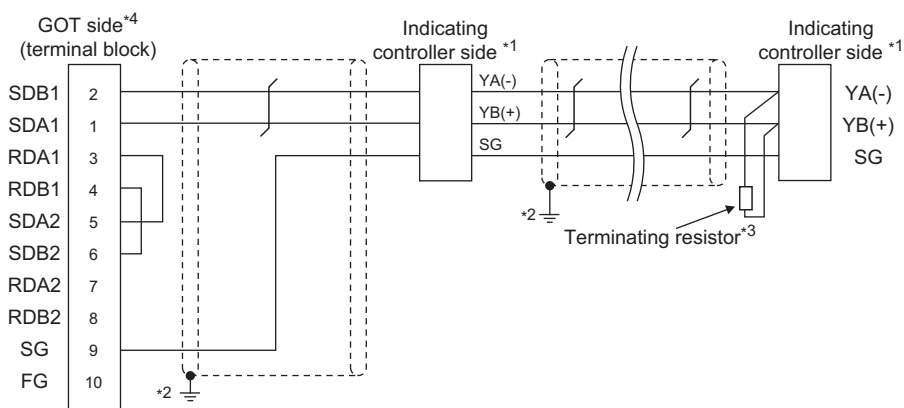 GOT side*4
(terminal block)
Indicating
controller side *1
Indicating
controller side *1
SDB1 2
SDA1 1
RDA1 3
RDB1 4
SDA2 5
SDB2 6
RDA2 7
RDB2 8
SG 9
FG 10
YA(-)
YB(+)
SG
YA(-)
YB(+)
SG
*2
*2
Terminating resistor*3